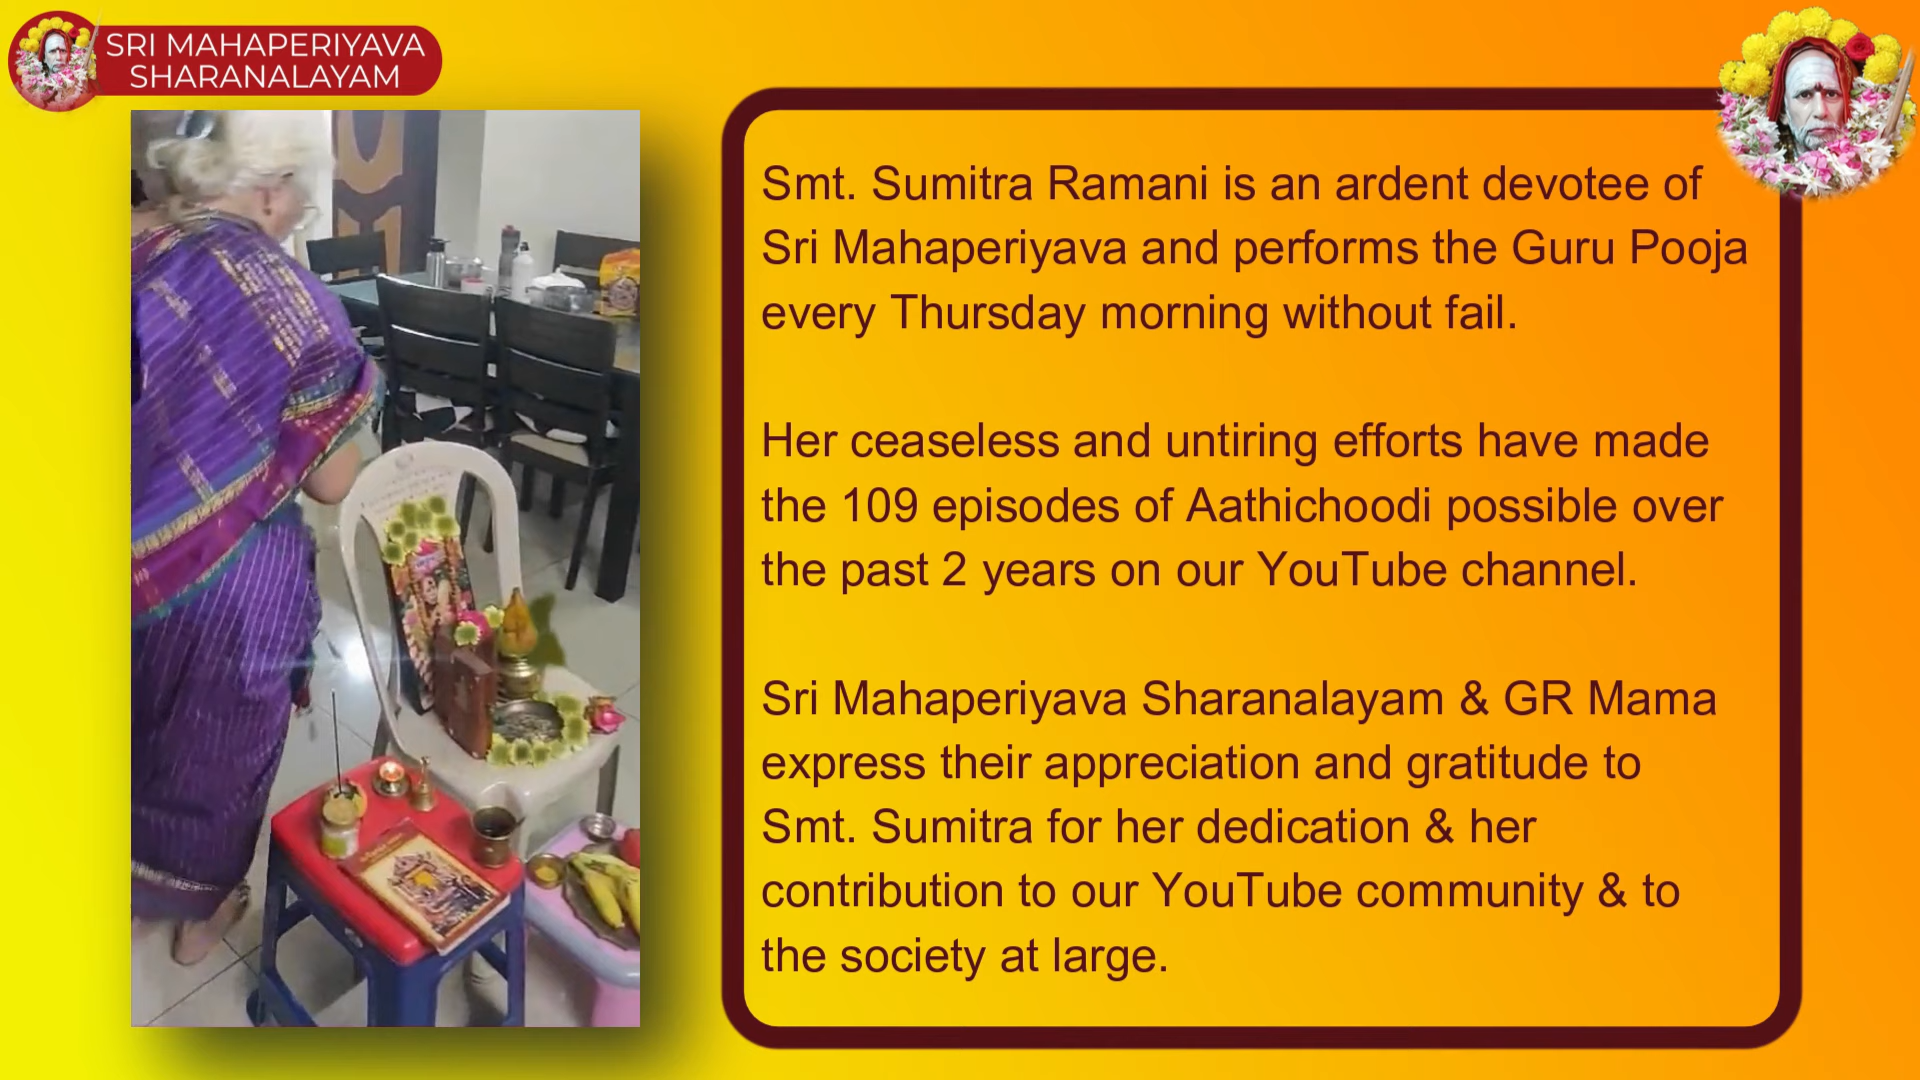 SRI MAHAPERIYAVA
SHARANALAYAM
Smt. Sumitra Ramani is an ardent devotee of
Sri Mahaperiyava and performs the Guru Pooja
every Thursday morning without fail.
Her ceaseless and untiring efforts have made
the 109 episodes of Aathichoodi possible over
the past 2 years on our YouTube channel.
Sri Mahaperiyava Sharanalayam & GR Mama
express their appreciation and gratitude to
Smt. Sumitra for her dedication & her
contribution to our YouTube community & to
the society at large.